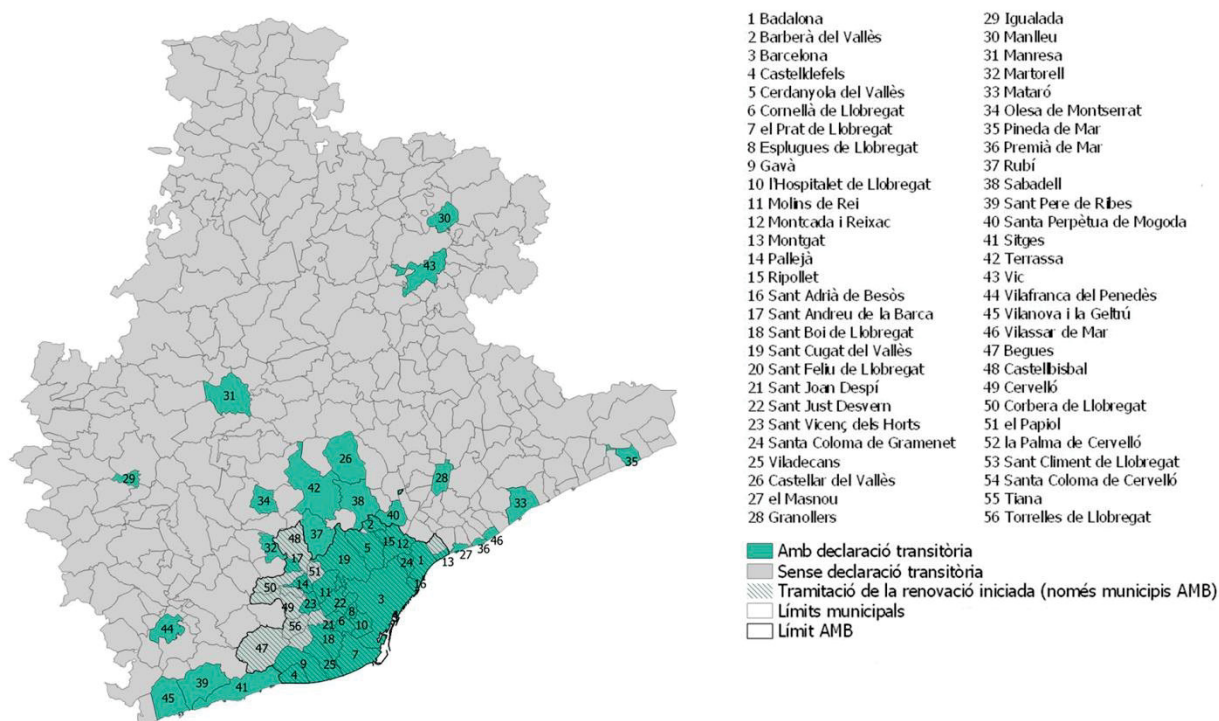 1 Badalona
2 Barberà del Vallès
3 Barcelona
4 Castelldefels
5 Cerdanyola del Vallès
6 Cornellà de Llobregat
7 el Prat de Llobregat
8 Esplugues de Llobregat
9 Gavà
10 l'Hospitalet de Llobregat
11 Molins de Rei
12 Montcada i Reixac
13 Montgat
14 Pallejà
15 Ripollet
16 Sant Adrià de Besòs
17 Sant Andreu de la Barca
18 Sant Boi de Llobregat
19 Sant Cugat del Vallès
20 Sant Feliu de Llobregat
21 Sant Joan Despí
22 Sant Just Desvern
23 Sant Vicenç dels Horts
24 Santa Coloma de Gramenet
25 Viladecans
26 Castellar del Vallès
27 el Masnou
28 Granollers
29 Igualada
30 Manlleu
31 Manresa
32 Martorell
33 Mataró
34 Olesa de Montserrat
35 Pineda de Mar
36 Premià de Mar
37 Rubí
38 Sabadell
39 Sant Pere de Ribes
40 Santa Perpètua de Mogoda
41 Sitges
42 Terrassa
43 Vic
44 Vilafranca del Penedès
45 Vilanova i la Geltrú
46 Vilassar de Mar
47 Begues
48 Castellbisbal
49 Cervelló
50 Corbera de Llobregat
51 el Papiol
52 la Palma de Cervelló
53 Sant Climent de Llobregat
54 Santa Coloma de Cervelló
55 Tiana
56 Torrelles de Llobregat
Amb declaració transitòria
Sense declaració transitòria
Tramitació de la renovació iniciada (només municipis AMB)
Límits municipals
Límit AMB
30
43
31
26
29
42
28
35
34
38
33
40
2
37
32
48
46
5
15
12
36
17
19
27
24
1
13
51
50
14
11
16
23
22
3
49
8
6
10
44
56
21
18
47
7
9
25
4
39
41
45